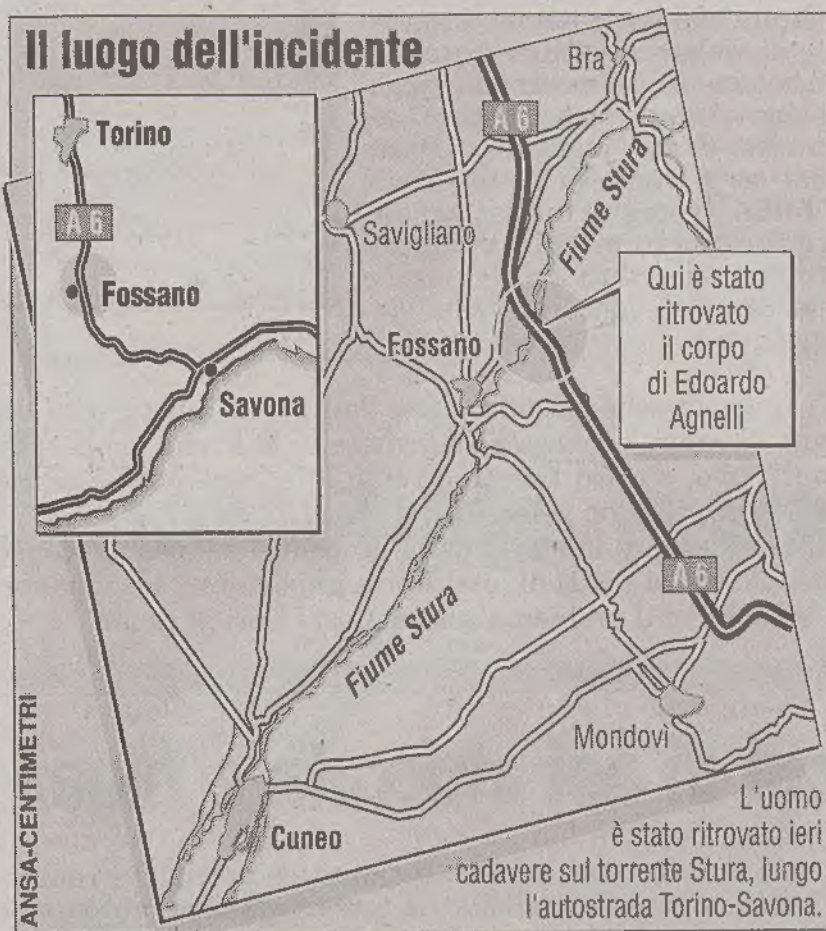 Il luogo dell'incidente
Torino
A 6
Fossano
Savona
Bra
A 6
Savigliano
Fiume Stura
Fossano
Qui è stato
ritrovato
il corpo
di Edoardo
Agnelli
A 6
Fiume Stura
Mondovì
Cuneo
L'uomo
è stato ritrovato ieri
cadavere sul torrente Stura, lungo
l'autostrada Torino-Savona.
ANSA-CENTIMETRI